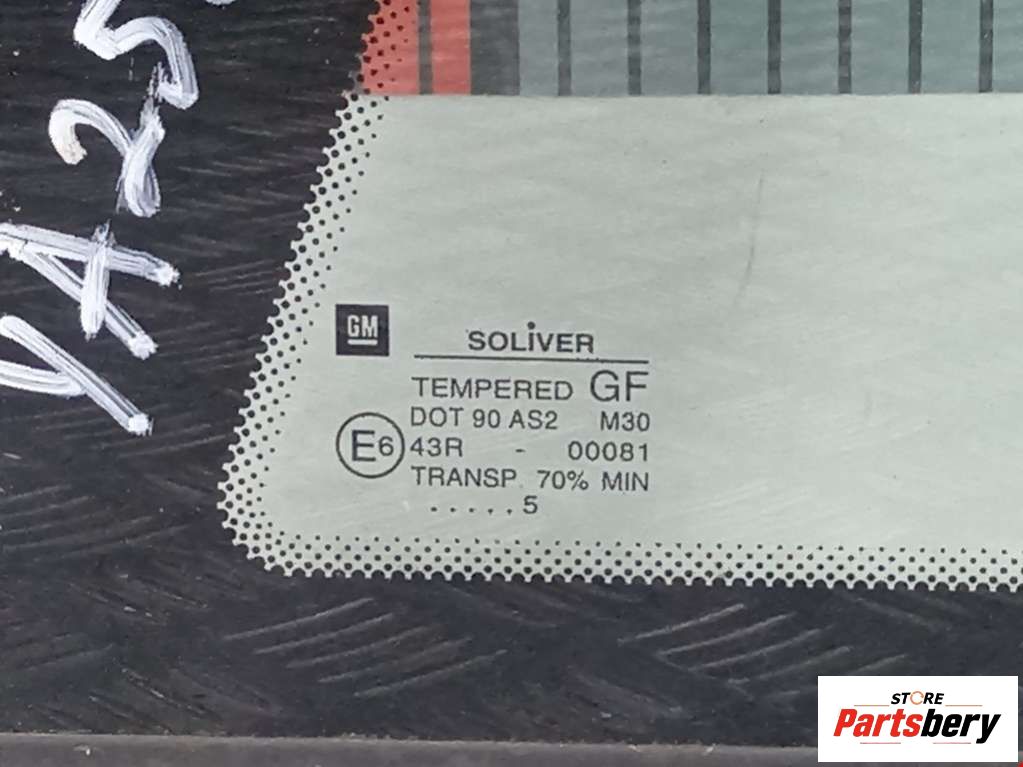 GM
SOLiVER
TEMPERED GF
DOT 90 AS2 M30
E6 43R - 00081
TRANSP. 70% MIN
.....5
STORE
Partsbery